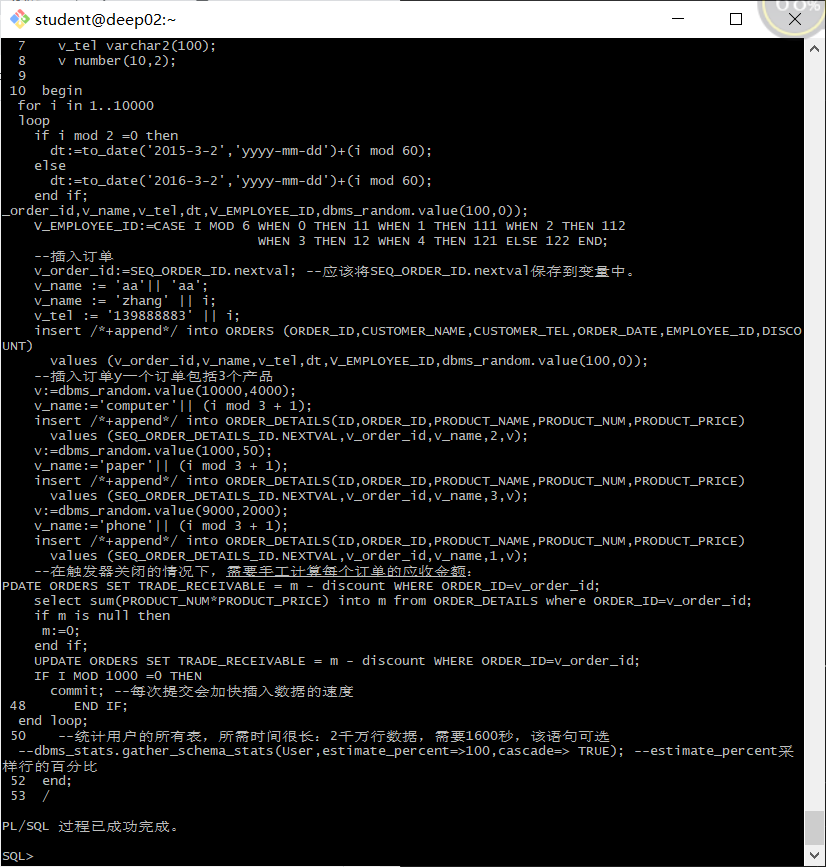 00%
student@deep02:~
7    v_tel varchar2(100);
8    v number(10,2);
9
10  begin
for i in 1..10000
loop
if i mod 2 =0 then
dt:=to_date('2015-3-2','yyyy-mm-dd')+(i mod 60);
else
dt:=to_date('2016-3-2','yyyy-mm-dd')+(i mod 60);
end if;
_order_id,v_name,v_tel,dt,V_EMPLOYEE_ID,dbms_random.value(100,0));
V_EMPLOYEE_ID:=CASE I MOD 6 WHEN 0 THEN 11 WHEN 1 THEN 111 WHEN 2 THEN 112
WHEN 3 THEN 12 WHEN 4 THEN 121 ELSE 122 END;
--插入订单
v_order_id:=SEQ_ORDER_ID.nextval; --应该将SEQ_ORDER_ID.nextval保存到变量中。
v_name := 'aa'|| 'aa';
v_name := 'zhang' || i;
v_tel := '139888883' || i;
insert /*+append*/ into ORDERS (ORDER_ID,CUSTOMER_NAME,CUSTOMER_TEL,ORDER_DATE,EMPLOYEE_ID,DISCO
UNT)
values (v_order_id,v_name,v_tel,dt,V_EMPLOYEE_ID,dbms_random.value(100,0));
--插入订单y一个订单包括3个产品
v:=dbms_random.value(10000,4000);
v_name:='computer'|| (i mod 3 + 1);
insert /*+append*/ into ORDER_DETAILS(ID,ORDER_ID,PRODUCT_NAME,PRODUCT_NUM,PRODUCT_PRICE)
values (SEQ_ORDER_DETAILS_ID.NEXTVAL,v_order_id,v_name,2,v);
v:=dbms_random.value(1000,50);
v_name:='paper'|| (i mod 3 + 1);
insert /*+append*/ into ORDER_DETAILS(ID,ORDER_ID,PRODUCT_NAME,PRODUCT_NUM,PRODUCT_PRICE)
values (SEQ_ORDER_DETAILS_ID.NEXTVAL,v_order_id,v_name,3,v);
v:=dbms_random.value(9000,2000);
v_name:='phone'|| (i mod 3 + 1);
insert /*+append*/ into ORDER_DETAILS(ID,ORDER_ID,PRODUCT_NAME,PRODUCT_NUM,PRODUCT_PRICE)
values (SEQ_ORDER_DETAILS_ID.NEXTVAL,v_order_id,v_name,1,v);
--在触发器关闭的情况下，需要手工计算每个订单的应收金额：
PDATE ORDERS SET TRADE_RECEIVABLE = m - discount WHERE ORDER_ID=v_order_id;
select sum(PRODUCT_NUM*PRODUCT_PRICE) into m from ORDER_DETAILS where ORDER_ID=v_order_id;
if m is null then
m:=0;
end if;
UPDATE ORDERS SET TRADE_RECEIVABLE = m - discount WHERE ORDER_ID=v_order_id;
IF I MOD 1000 =0 THEN
commit; --每次提交会加快插入数据的速度
48      END IF;
end loop;
50    --统计用户的所有表，所需时间很长：2千万行数据，需要1600秒，该语句可选
--dbms_stats.gather_schema_stats(User,estimate_percent=>100,cascade=> TRUE); --estimate_percent采
样行的百分比
52  end;
53  /
PL/SQL 过程已成功完成。
SQL>